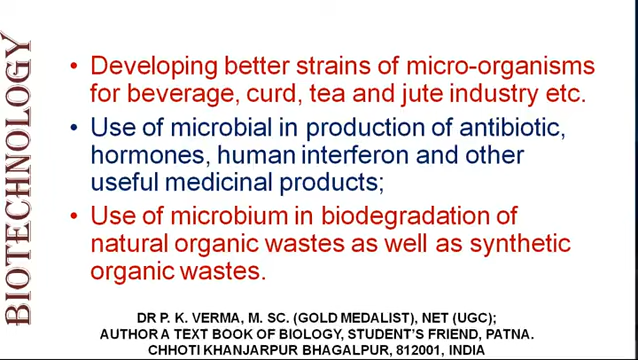 BIOTECHNOLOGY
• Developing better strains of micro-organisms
for beverage, curd, tea and jute industry etc.
• Use of microbial in production of antibiotic,
hormones, human interferon and other
useful medicinal products;
• Use of microbium in biodegradation of
natural organic wastes as well as synthetic
organic wastes.
DR P. K. VERMA, M. SC. (GOLD MEDALIST), NET (UGC);
AUTHOR A TEXT BOOK OF BIOLOGY, STUDENT'S FRIEND, PATNA.
CHHOTI KHANJARPUR BHAGALPUR, 812001, INDIA